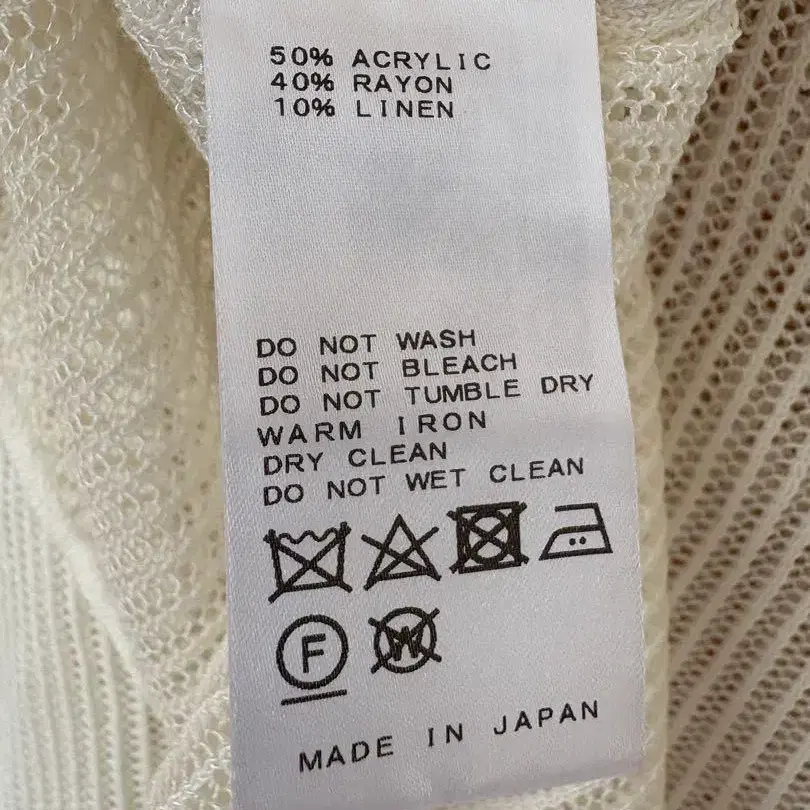 50% ACRYLIC
40% RAYON
10% LINEN
DO NOT WASH
DO NOT BLEACH
DO NOT TUMBLE DRY
WARM IRON
DRY CLEAN
DO NOT WET CLEAN
F W
MADE IN JAPAN